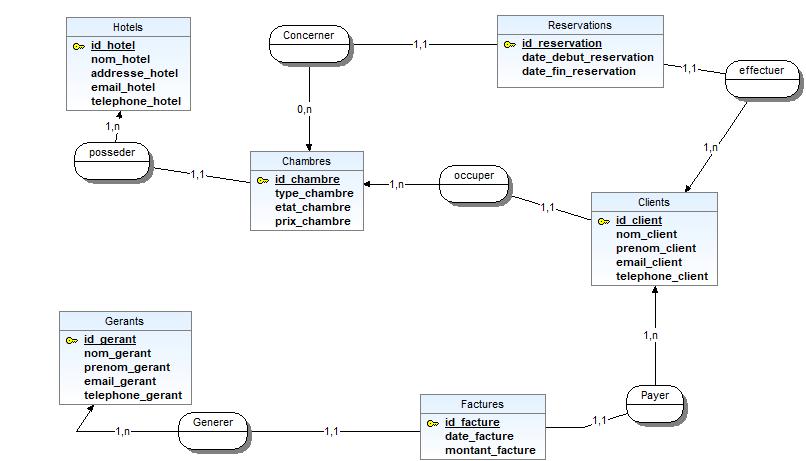 Hotels
id_hotel
nom_hotel
addresse_hotel
email_hotel
telephone_hotel
Concerner
1,1
Reservations
id_reservation
date_debut_reservation
date_fin_reservation
1,1
effectuer
0,n
1,n
1,n
posseder
1,1
Chambres
id_chambre
type_chambre
etat_chambre
prix_chambre
1,n
occuper
1,1
Clients
id_client
nom_client
prenom_client
email_client
telephone_client
1,n
Gerants
id_gerant
nom_gerant
prenom_gerant
email_gerant
telephone_gerant
1,n
Generer
1,1
Factures
id_facture
date_facture
montant_facture
1,1
Payer